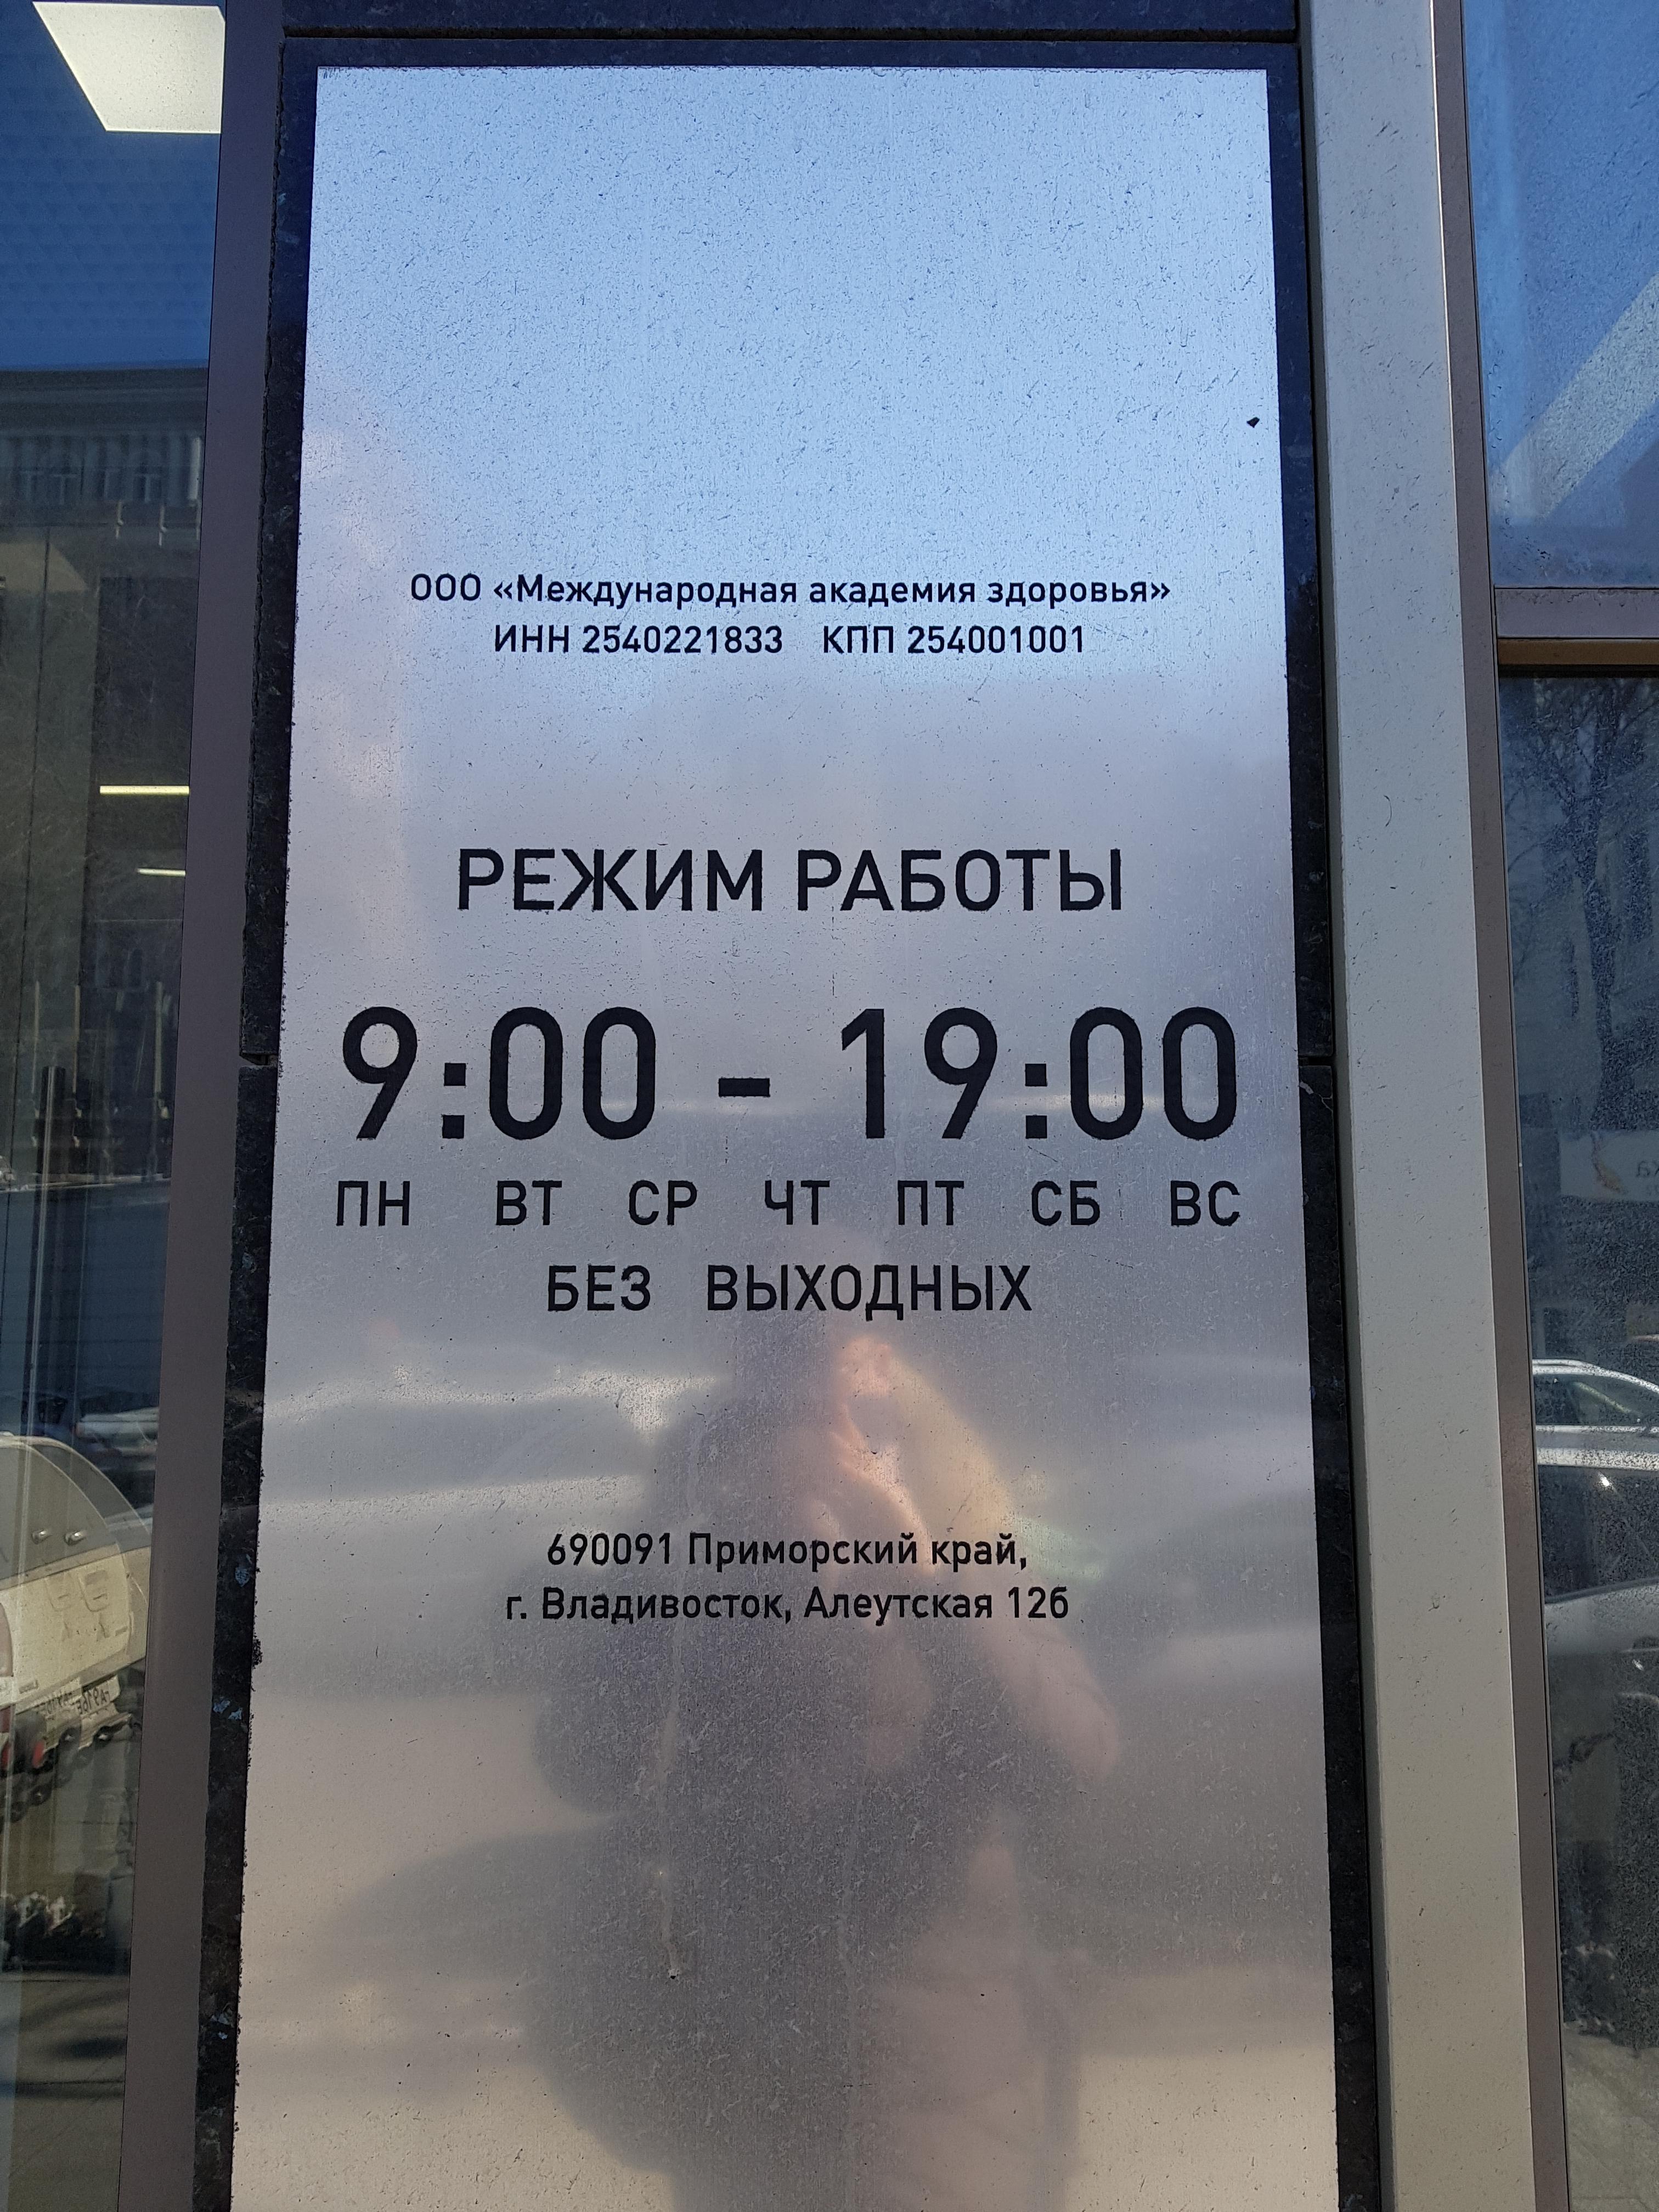 ООО «Международная академия здоровья»
ИНН 2540221833 КПП 254001001
РЕЖИМ РАБОТЫ
9:00 - 19:00
ПН ВТ СР ЧТ ПТ СБ ВС
БЕЗ ВЫХОДНЫХ
690091 Приморский край,
г. Владивосток, Алеутская 12б